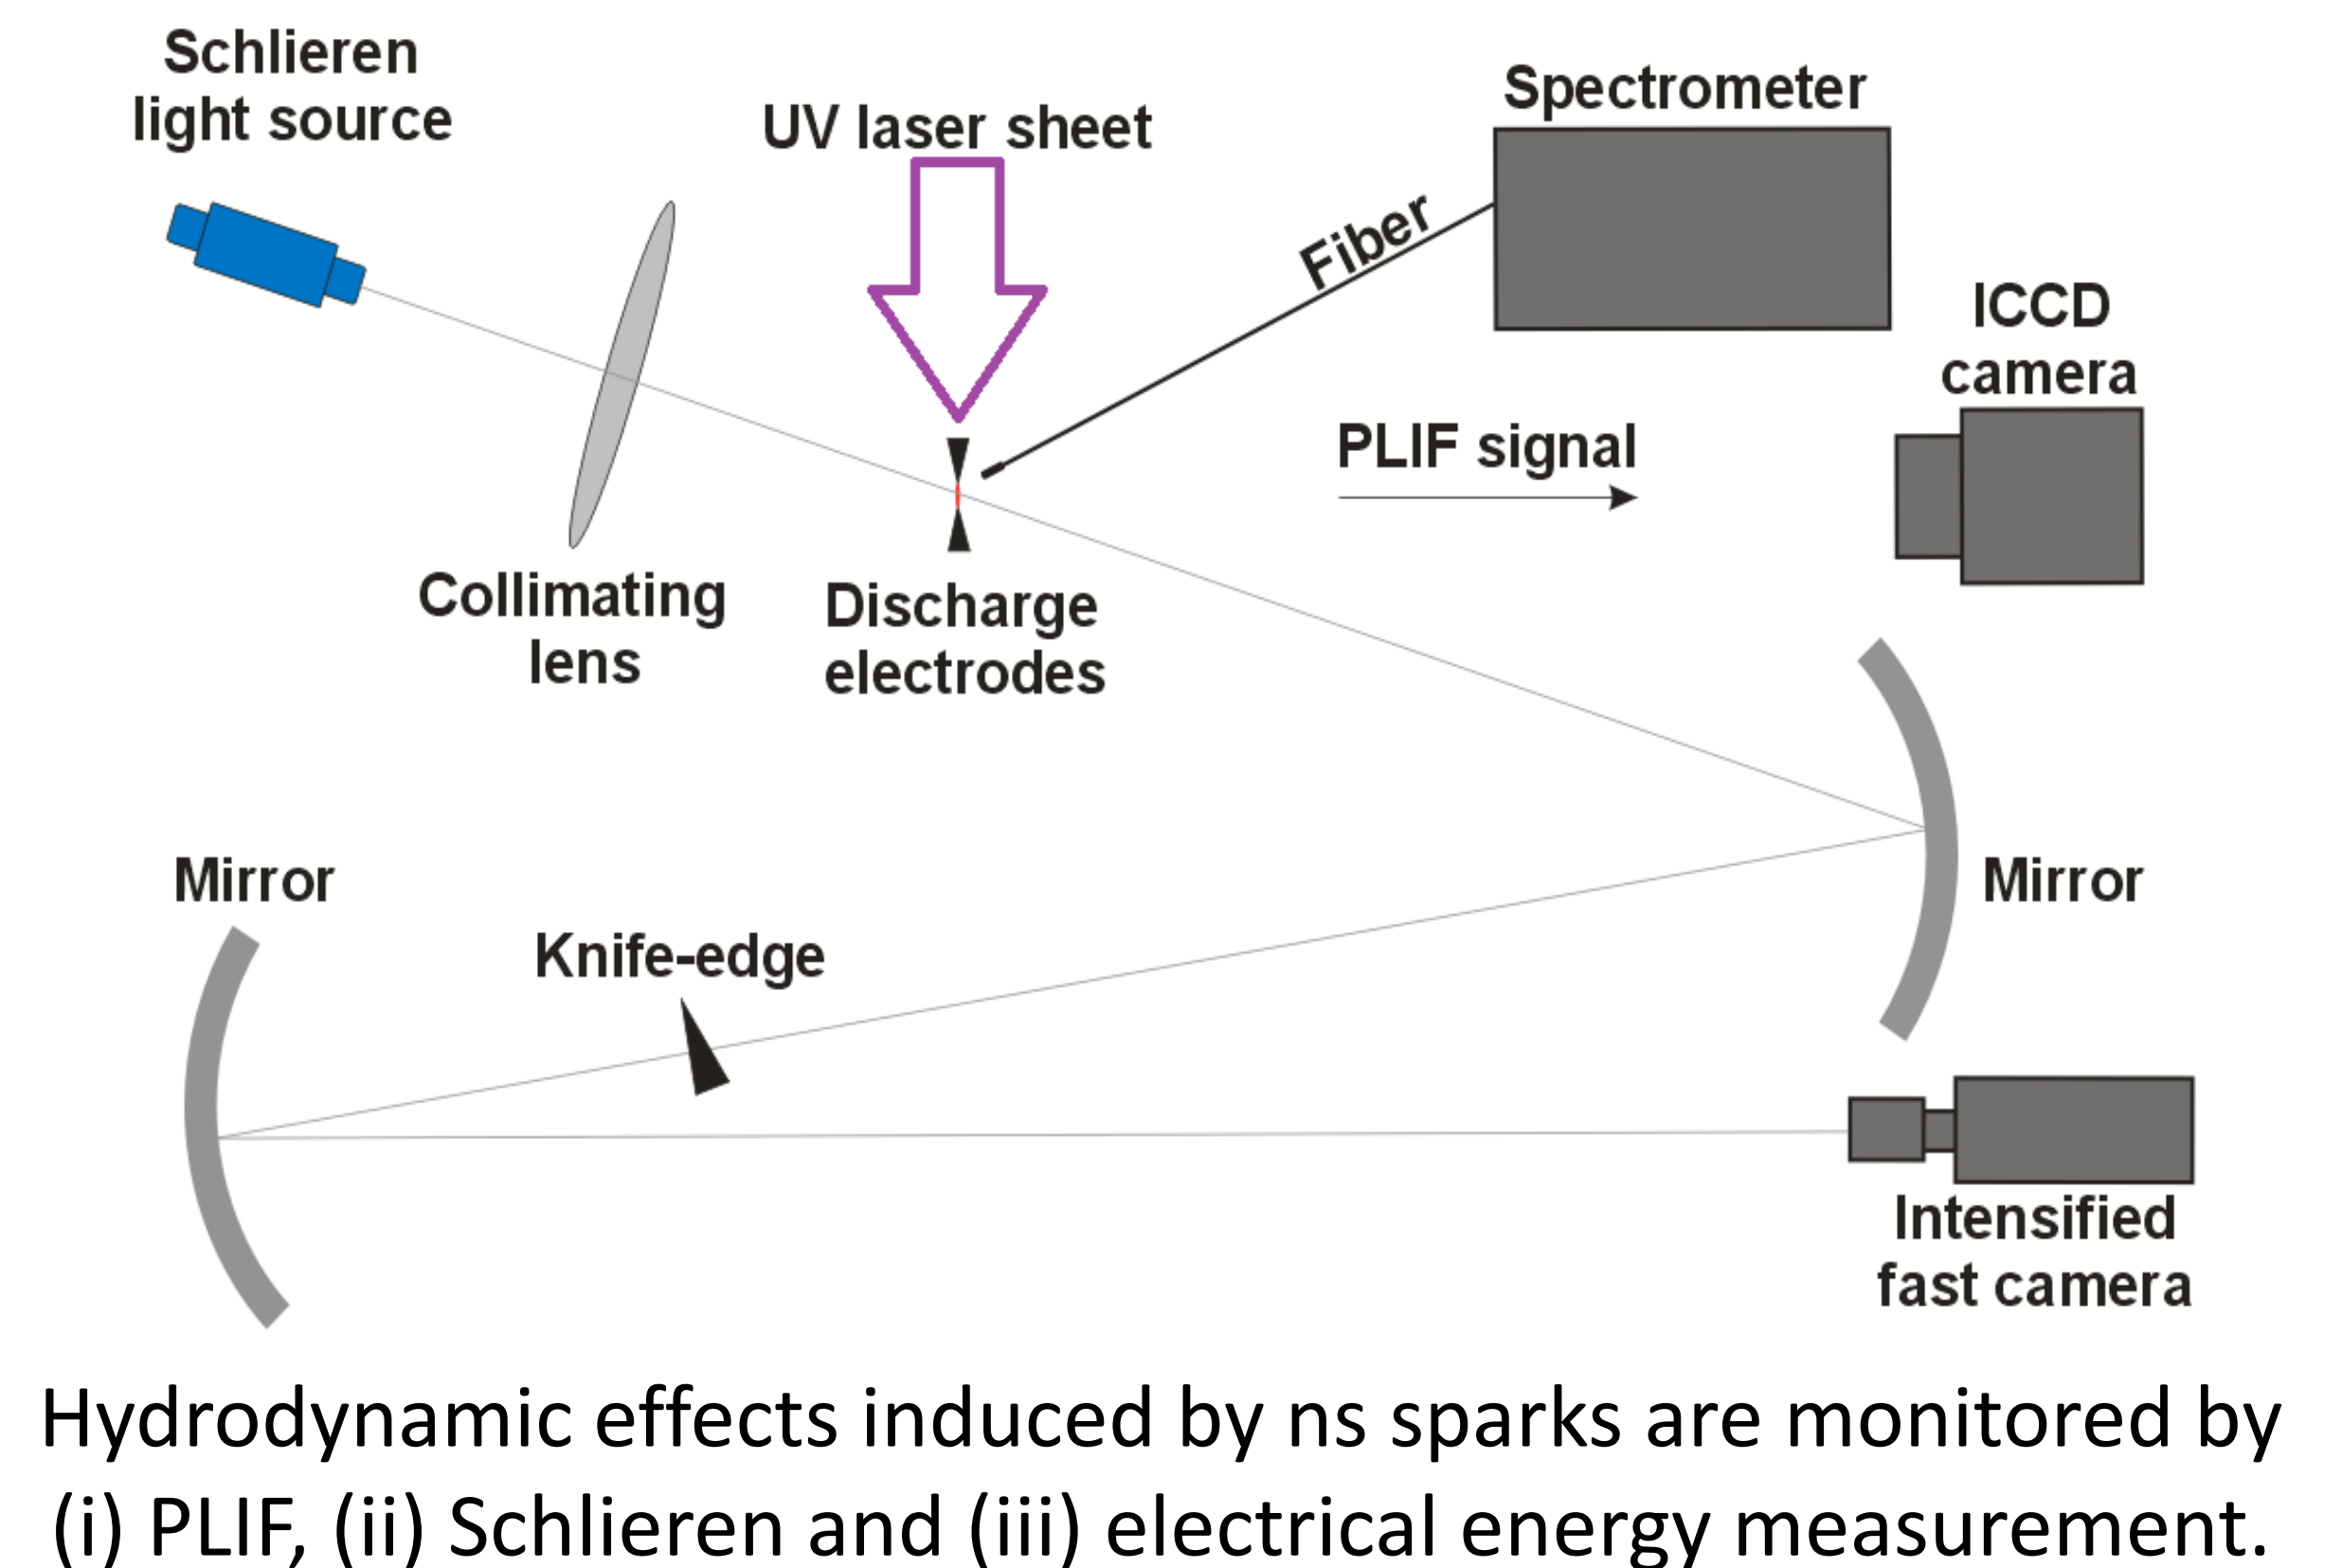 Schlieren
light source
UV laser sheet
Spectrometer
Fiber
ICCD
camera
PLIF signal
Collimating
lens
Discharge
electrodes
Mirror
Mirror
Knife-edge
Intensified
fast camera
Hydrodynamic effects induced by ns sparks are monitored by
(i) PLIF, (ii) Schlieren and (iii) electrical energy measurement.